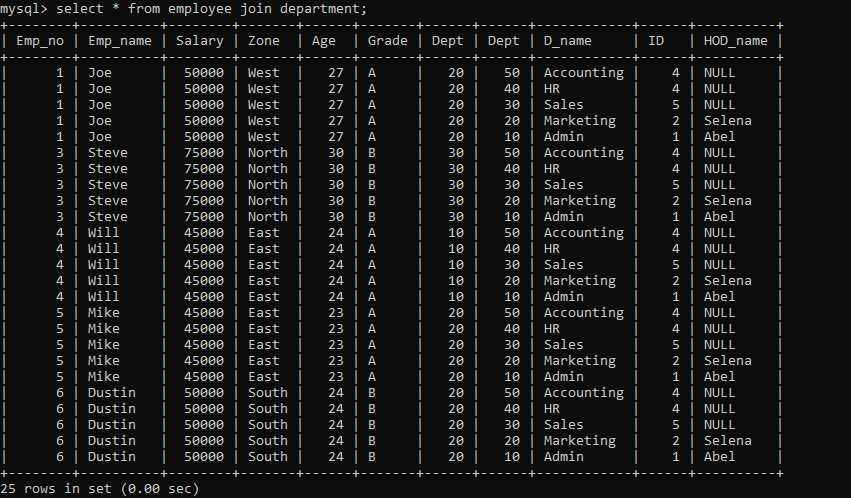 mysql> select * from employee join department;
+--------+----------+--------+-------+------+-------+------+------+------------+------+----------+
| Emp_no | Emp_name | Salary | Zone  | Age  | Grade | Dept | Dept | D_name     | ID   | HOD_name |
+--------+----------+--------+-------+------+-------+------+------+------------+------+----------+
|      1 | Joe      |  50000 | West  |   27 | A     |   20 |   50 | Accounting |    4 | NULL     |
|      1 | Joe      |  50000 | West  |   27 | A     |   20 |   40 | HR         |    4 | NULL     |
|      1 | Joe      |  50000 | West  |   27 | A     |   20 |   30 | Sales      |    5 | NULL     |
|      1 | Joe      |  50000 | West  |   27 | A     |   20 |   20 | Marketing  |    2 | Selena   |
|      1 | Joe      |  50000 | West  |   27 | A     |   20 |   10 | Admin      |    1 | Abel     |
|      3 | Steve    |  75000 | North |   30 | B     |   30 |   50 | Accounting |    4 | NULL     |
|      3 | Steve    |  75000 | North |   30 | B     |   30 |   40 | HR         |    4 | NULL     |
|      3 | Steve    |  75000 | North |   30 | B     |   30 |   30 | Sales      |    5 | NULL     |
|      3 | Steve    |  75000 | North |   30 | B     |   30 |   20 | Marketing  |    2 | Selena   |
|      3 | Steve    |  75000 | North |   30 | B     |   30 |   10 | Admin      |    1 | Abel     |
|      4 | Will     |  45000 | East  |   24 | A     |   10 |   50 | Accounting |    4 | NULL     |
|      4 | Will     |  45000 | East  |   24 | A     |   10 |   40 | HR         |    4 | NULL     |
|      4 | Will     |  45000 | East  |   24 | A     |   10 |   30 | Sales      |    5 | NULL     |
|      4 | Will     |  45000 | East  |   24 | A     |   10 |   20 | Marketing  |    2 | Selena   |
|      4 | Will     |  45000 | East  |   24 | A     |   10 |   10 | Admin      |    1 | Abel     |
|      5 | Mike     |  45000 | East  |   23 | A     |   20 |   50 | Accounting |    4 | NULL     |
|      5 | Mike     |  45000 | East  |   23 | A     |   20 |   40 | HR         |    4 | NULL     |
|      5 | Mike     |  45000 | East  |   23 | A     |   20 |   30 | Sales      |    5 | NULL     |
|      5 | Mike     |  45000 | East  |   23 | A     |   20 |   20 | Marketing  |    2 | Selena   |
|      5 | Mike     |  45000 | East  |   23 | A     |   20 |   10 | Admin      |    1 | Abel     |
|      6 | Dustin   |  50000 | South |   24 | B     |   20 |   50 | Accounting |    4 | NULL     |
|      6 | Dustin   |  50000 | South |   24 | B     |   20 |   40 | HR         |    4 | NULL     |
|      6 | Dustin   |  50000 | South |   24 | B     |   20 |   30 | Sales      |    5 | NULL     |
|      6 | Dustin   |  50000 | South |   24 | B     |   20 |   20 | Marketing  |    2 | Selena   |
|      6 | Dustin   |  50000 | South |   24 | B     |   20 |   10 | Admin      |    1 | Abel     |
+--------+----------+--------+-------+------+-------+------+------+------------+------+----------+
25 rows in set (0.00 sec)